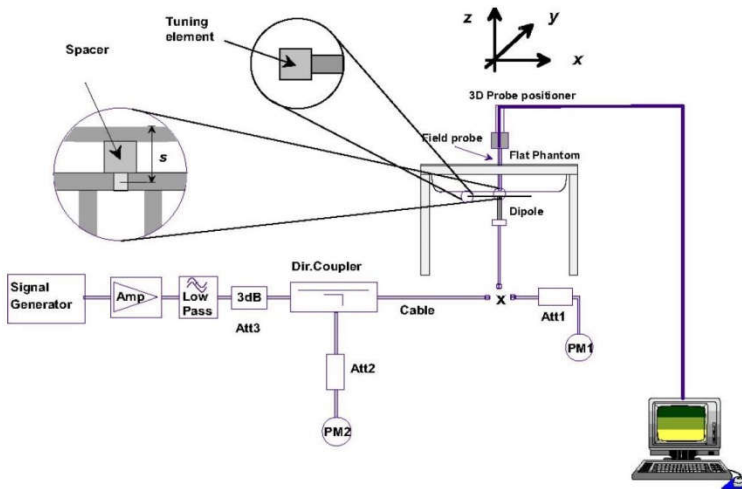 Tuning
element
Spacer
s
z
y
x
3D Probe positioner
Field probe
Flat Phantom
Dipole
Dir.Coupler
Signal
Generator
Amp
Low
Pass
3dB
Att3
Cable
x
Att1
PM1
Att2
PM2